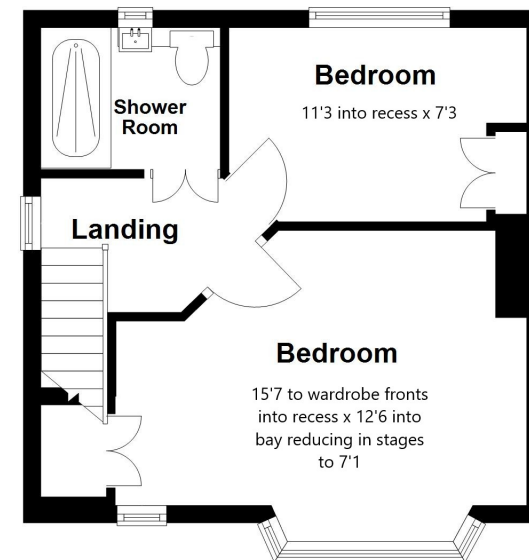 Bedroom
11'3 into recess x 7'3
Shower
Room
Landing
Bedroom
15'7 to wardrobe fronts
into recess x 12'6 into
bay reducing in stages
to 7'1